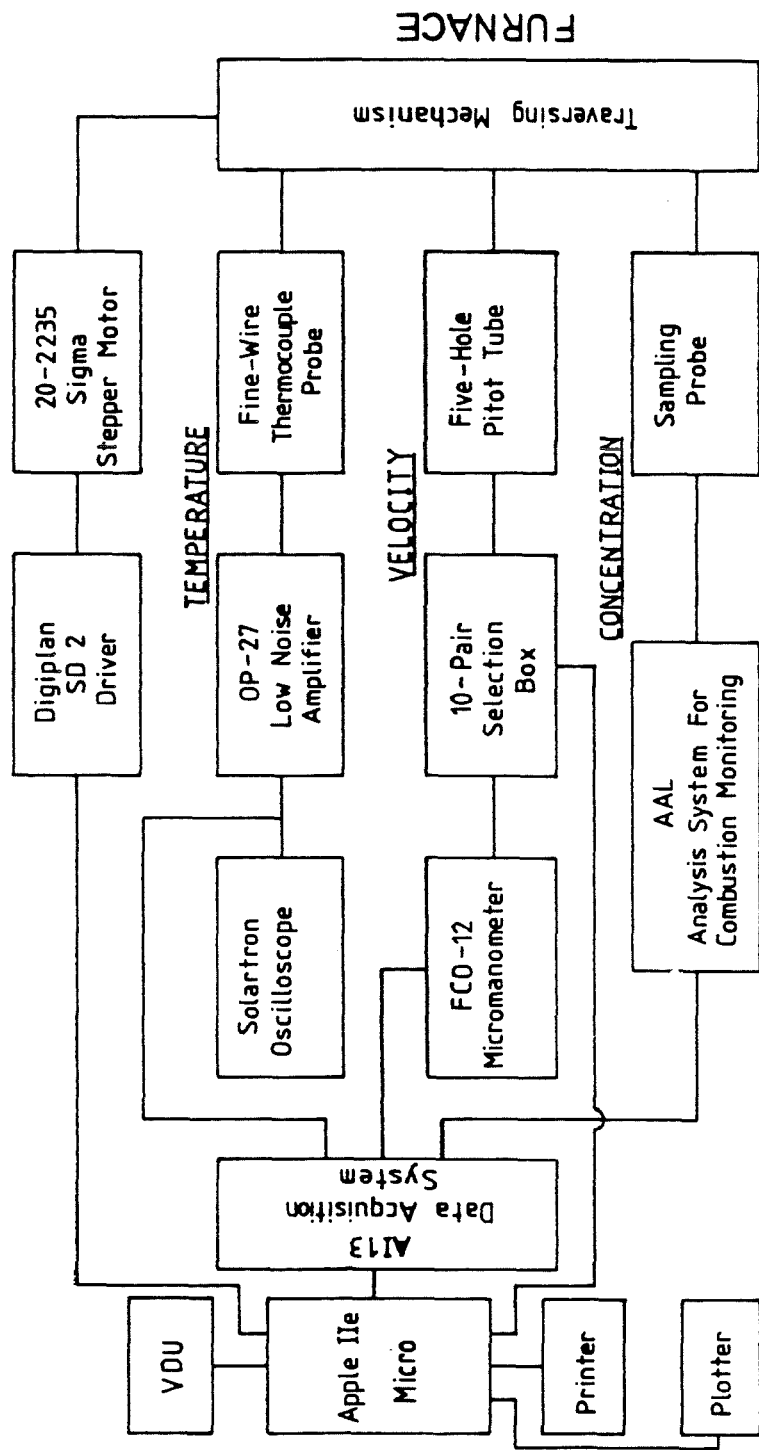 FURNACE
Traversing Mechanism
20-2235
Sigma
Stepper Motor
Digiplan
SD 2
Driver
TEMPERATURE
Fine-Wire
Thermocouple
Probe
OP-27
Low Noise
Amplifier
Solartron
Oscilloscope
VELOCITY
Five-Hole
Pitot Tube
10-Pair
Selection
Box
FCO-12
Micromanometer
CONCENTRATION
Sampling
Probe
AAL
Analysis System For
Combustion Monitoring
AI13
Data Acquisition
System
VDU
Apple IIe
Micro
Printer
Plotter